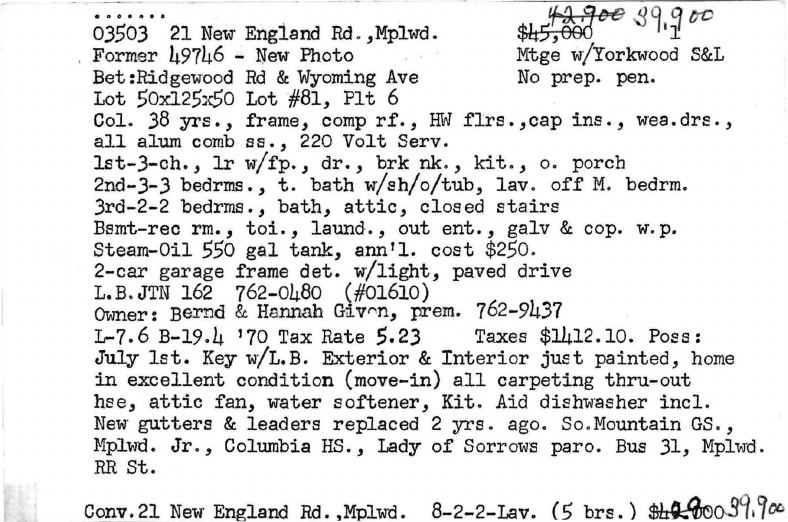 .......
42,900 39,900
03503 21 New England Rd.,Mplwd. $45,000
Former 49746 - New Photo Mtge w/Yorkwood S&L
Bet:Ridgewood Rd & Wyoming Ave No prep. pen.
Lot 50x125x50 Lot #81, Plt 6
Col. 38 yrs., frame, comp rf., HW flrs.,cap ins., wea.drs.,
all alum comb ss., 220 Volt Serv.
1st-3-ch., lr w/fp., dr., brk nk., kit., o. porch
2nd-3-3 bedrms., t. bath w/sh/o/tub, lav. off M. bedrm.
3rd-2-2 bedrms., bath, attic, closed stairs
Bsmt-rec rm., toi., laund., out ent., galv & cop. w.p.
Steam-Oil 550 gal tank, ann'l. cost $250.
2-car garage frame det. w/light, paved drive
L.B.JTN 162 762-0480 (#01610)
Owner: Bernd & Hannah Givon, prem. 762-9437
L-7.6 B-19.4 '70 Tax Rate 5.23 Taxes $1412.10. Poss:
July 1st. Key w/L.B. Exterior & Interior just painted, home
in excellent condition (move-in) all carpeting thru-out
hse, attic fan, water softener, Kit. Aid dishwasher incl.
New gutters & leaders replaced 2 yrs. ago. So.Mountain GS.,
Mplwd. Jr., Columbia HS., Lady of Sorrows paro. Bus 31, Mplwd.
RR St.
Conv.21 New England Rd.,Mplwd. 8-2-2-Lav. (5 brs.) 39,900